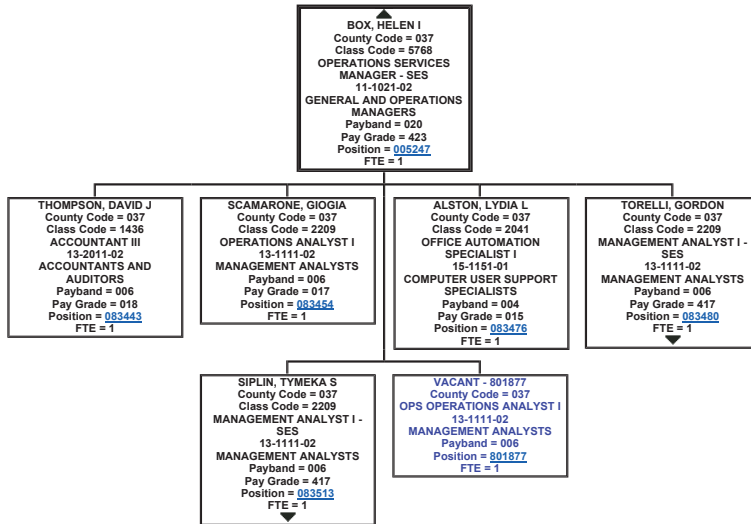 BOX, HELEN I
County Code = 037
Class Code = 5768
OPERATIONS SERVICES
MANAGER - SES
11-1021-02
GENERAL AND OPERATIONS
MANAGERS
Payband = 020
Pay Grade = 423
Position = 005247
FTE = 1
THOMPSON, DAVID J
County Code = 037
Class Code = 1436
ACCOUNTANT III
13-2011-02
ACCOUNTANTS AND
AUDITORS
Payband = 006
Pay Grade = 018
Position = 083443
FTE = 1
SCAMARONE, GIOGIA
County Code = 037
Class Code = 2209
OPERATIONS ANALYST I
13-1111-02
MANAGEMENT ANALYSTS
Payband = 006
Pay Grade = 017
Position = 083454
FTE = 1
ALSTON, LYDIA L
County Code = 037
Class Code = 2041
OFFICE AUTOMATION
SPECIALIST I
15-1151-01
COMPUTER USER SUPPORT
SPECIALISTS
Payband = 004
Pay Grade = 015
Position = 083476
FTE = 1
TORELLI, GORDON
County Code = 037
Class Code = 2209
MANAGEMENT ANALYST I -
SES
13-1111-02
MANAGEMENT ANALYSTS
Payband = 006
Pay Grade = 417
Position = 083480
FTE = 1
SIPLIN, TYMEKA S
County Code = 037
Class Code = 2209
MANAGEMENT ANALYST I -
SES
13-1111-02
MANAGEMENT ANALYSTS
Payband = 006
Pay Grade = 417
Position = 083513
FTE = 1
VACANT - 801877
County Code = 037
OPS OPERATIONS ANALYST I
13-1111-02
MANAGEMENT ANALYSTS
Payband = 006
Position = 801877
FTE = 1